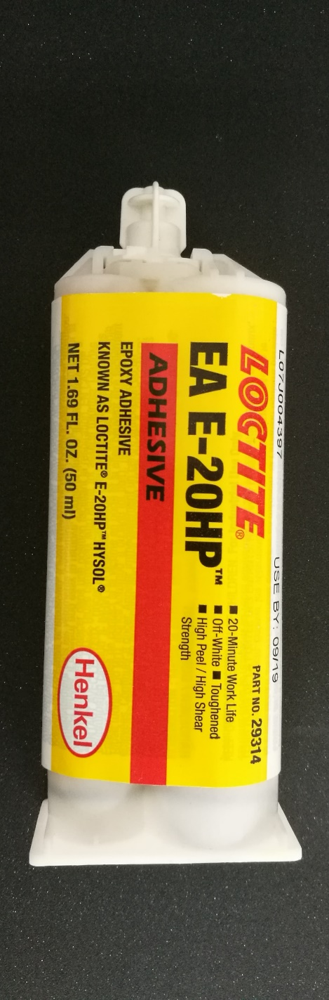 L07J004397 USE BY: 09/19
LOCTITE®
PART NO. 29314
EA E-20HP™
■ 20-Minute Work Life
■ Off-White ■ Toughened
■ High Peel / High Shear
Strength
ADHESIVE
EPOXY ADHESIVE
KNOWN AS LOCTITE® E-20HP™ HYSOL®
NET 1.69 FL. OZ. (50 ml)
Henkel